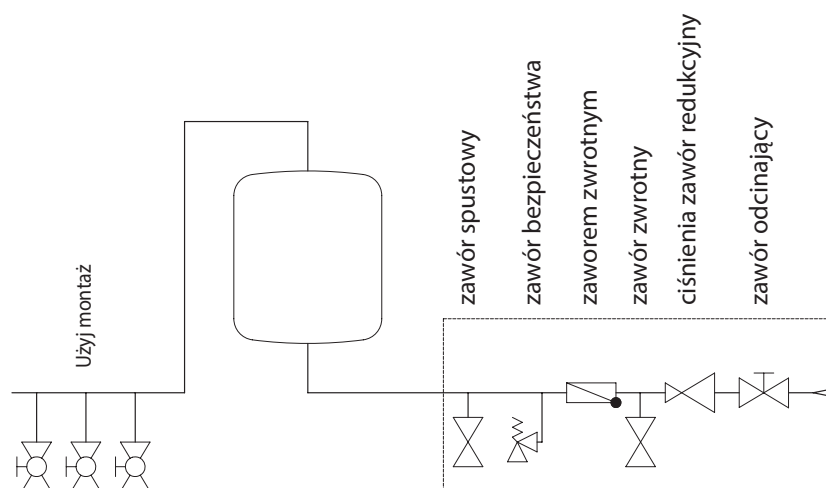 Użyj montaż
zawór spustowy
zawór bezpieczeństwa
zaworem zwrotnym
zawór zwrotny
ciśnienia zawór redukcyjny
zawór odcinający